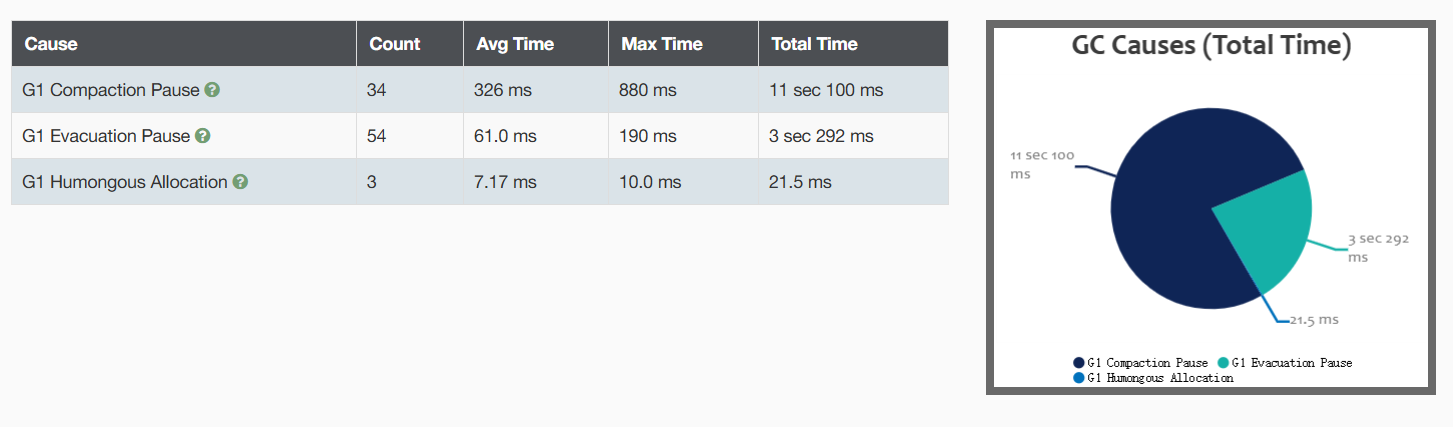 Cause Count Avg Time Max Time Total Time
G1 Compaction Pause ? 34 326 ms 880 ms 11 sec 100 ms
G1 Evacuation Pause ? 54 61.0 ms 190 ms 3 sec 292 ms
G1 Humongous Allocation ? 3 7.17 ms 10.0 ms 21.5 ms
GC Causes (Total Time)
11 sec 100
ms
3 sec 292
ms
21.5 ms
G1 Compaction Pause G1 Evacuation Pause
G1 Humongous Allocation